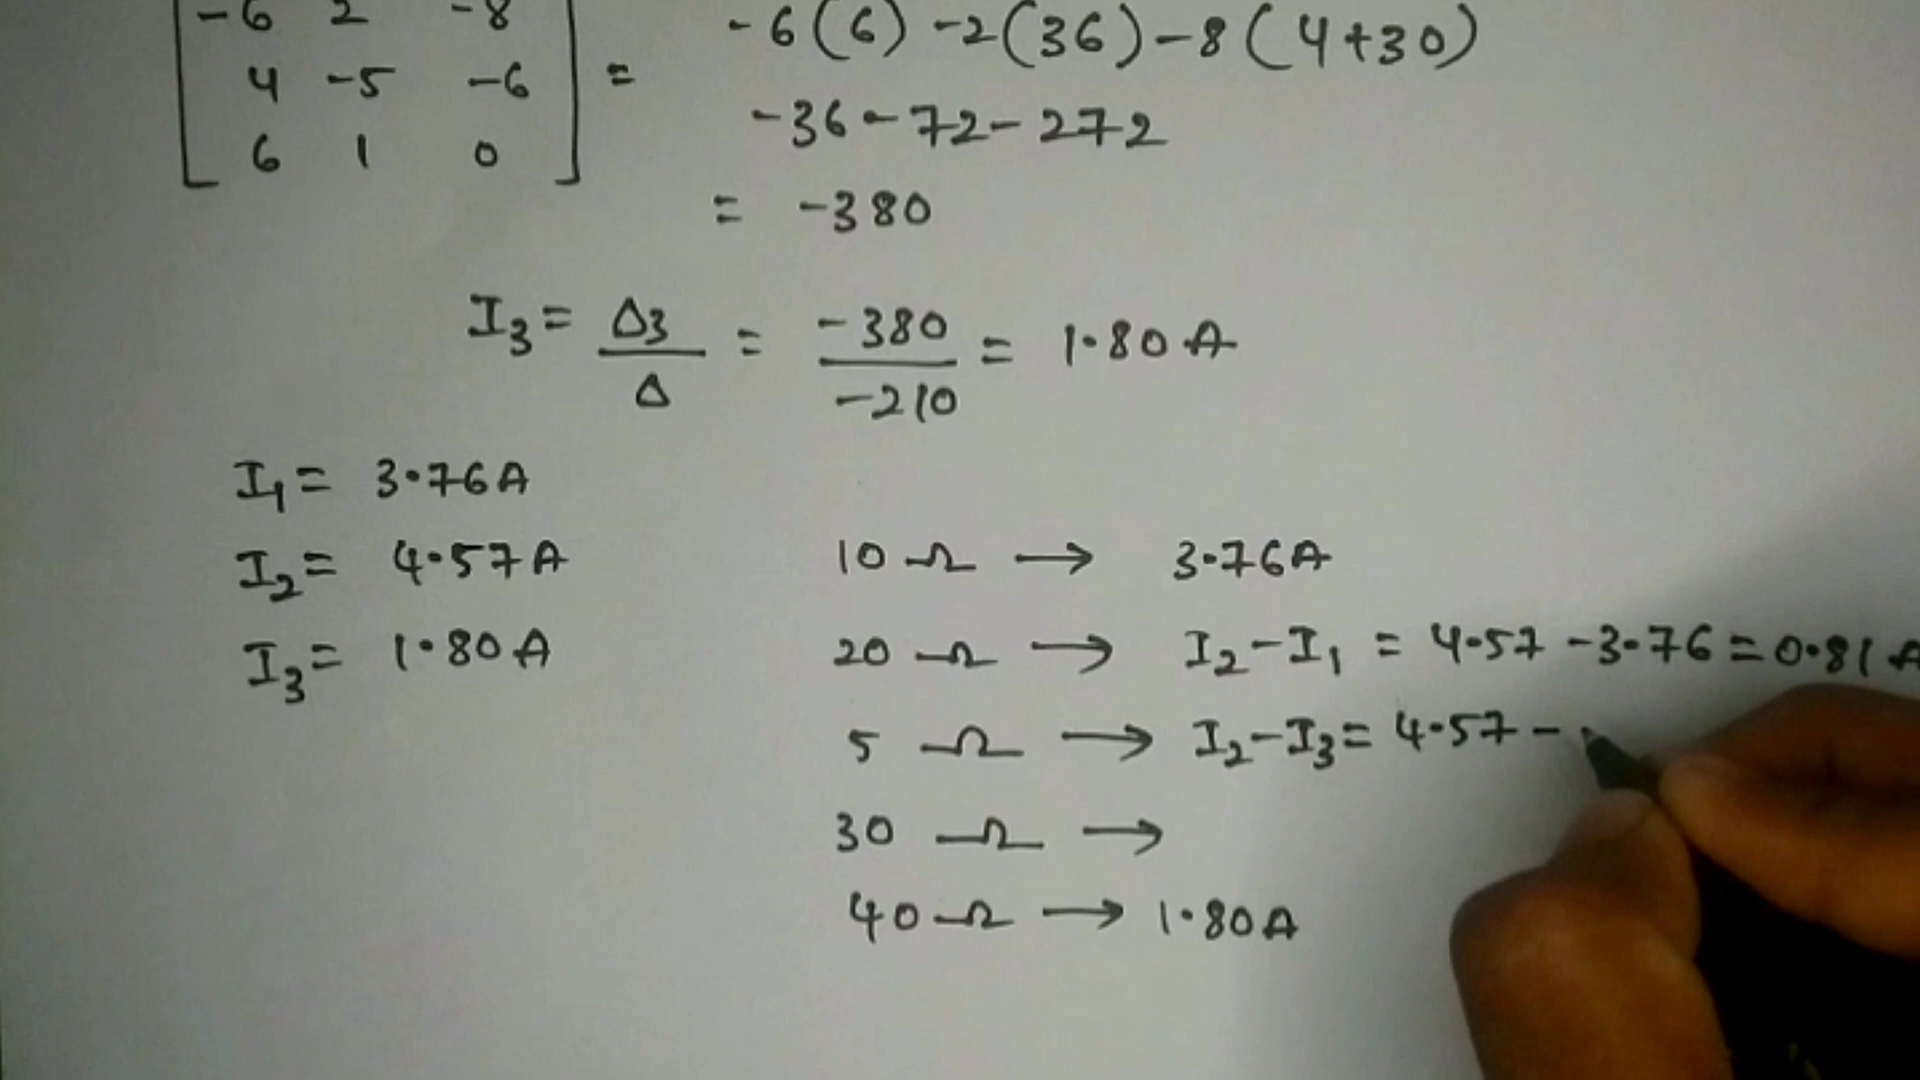 -6 2 -8
4 -5 -6 = -6(6) -2(36) -8(4+30)
6 1 0
-36-72-272
= -380
I₃ = Δ3/Δ = -380/-210 = 1.80 A
I₁ = 3.76A
I₂ = 4.57A
I₃ = 1.80A
10 Ω → 3.76A
20 Ω → I₂-I₁ = 4.57 -3.76 = 0.81 A
5 Ω → I₂-I₃ = 4.57 -
30 Ω →
40 Ω → 1.80A